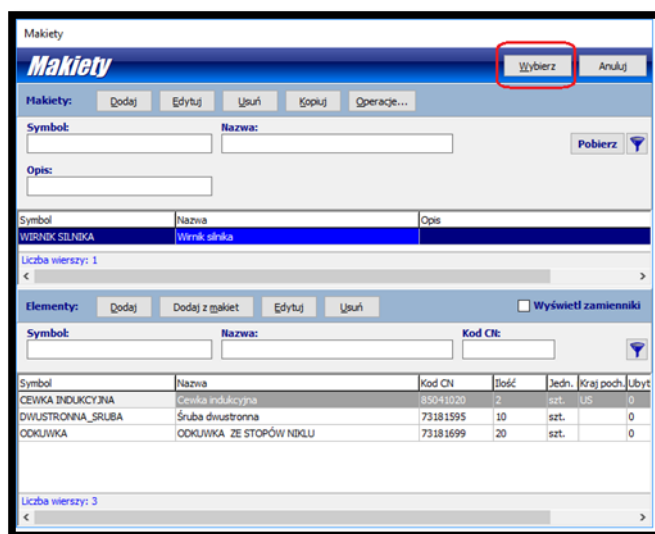 Makiety
Makiety Wybierz Anuluj
Makiety: Dodaj Edytuj Usuń Kopiuj Operacje...
Symbol: Nazwa:
Pobierz
Opis:
Symbol Nazwa Opis
WIRNIK SILNIKA Wirnik silnika
Liczba wierszy: 1
Elementy: Dodaj Dodaj z makiet Edytuj Usuń Wyświetl zamienniki
Symbol: Nazwa: Kod CN:
Symbol Nazwa Kod CN Ilość Jedn. Kraj poch. Ubyt
CEWKA INDUKCYJNA Cewka indukcyjna 85041020 2 szt. US 0
DWUSTRONNA_SRUBA Śruba dwustronna 73181595 10 szt. 0
ODKUWKA ODKUWKA ZE STOPÓW NIKLU 73181699 20 szt. 0
Liczba wierszy: 3